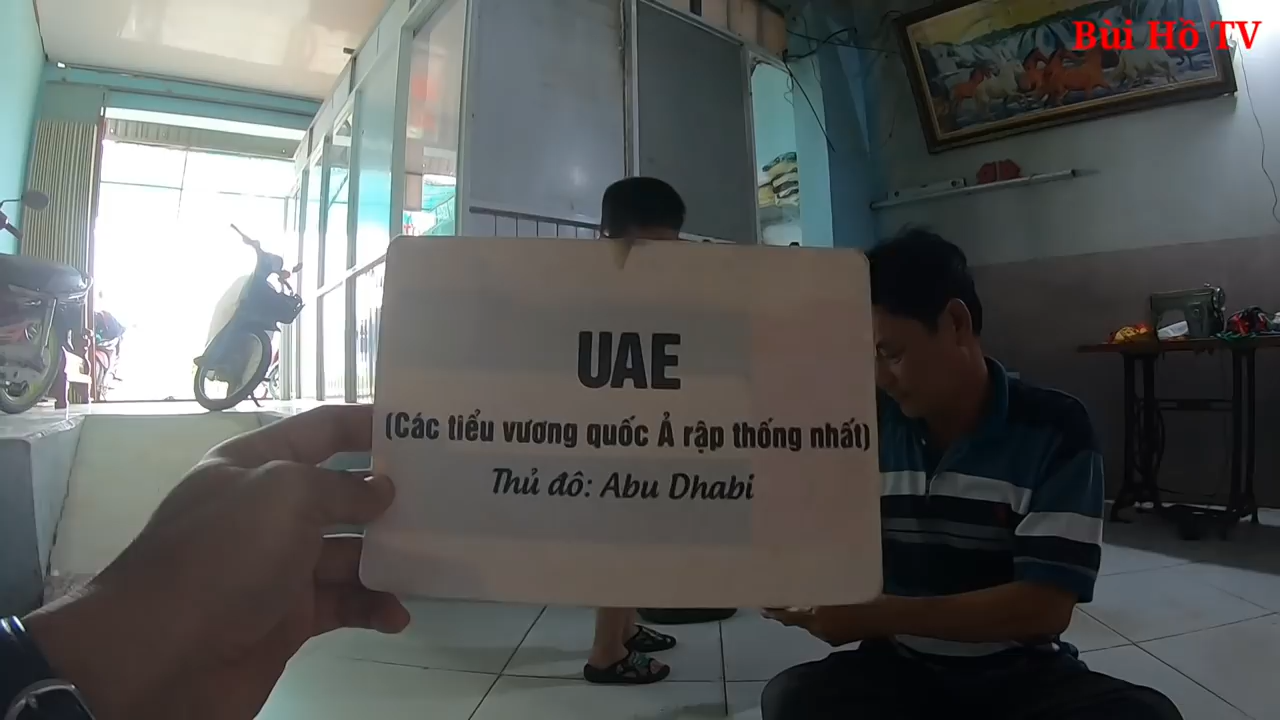 Bùi Hồ TV
UAE
(Các tiểu vương quốc Ả rập thống nhất)
Thủ đô: Abu Dhabi